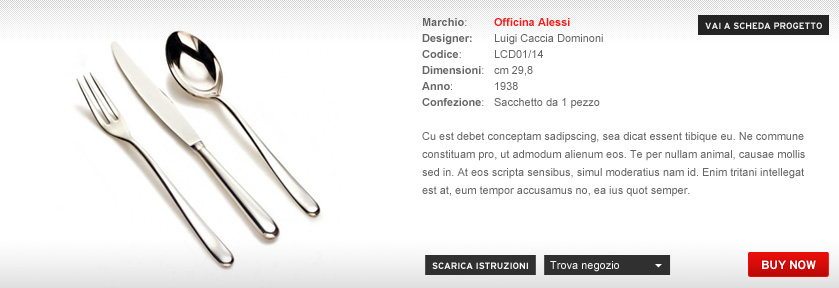 Marchio: Officina Alessi
VAI A SCHEDA PROGETTO
Designer: Luigi Caccia Dominoni
Codice: LCD01/14
Dimensioni: cm 29,8
Anno: 1938
Confezione: Sacchetto da 1 pezzo
Cu est debet conceptam sadipscing, sea dicat essent tibique eu. Ne commune
constituam pro, ut admodum alienum eos. Te per nullam animal, causae mollis
sed in. At eos scripta sensibus, simul moderatius nam id. Enim tritani intellegat
est at, eum tempor accusamus no, ea ius quot semper.
SCARICA ISTRUZIONI
Trova negozio
BUY NOW